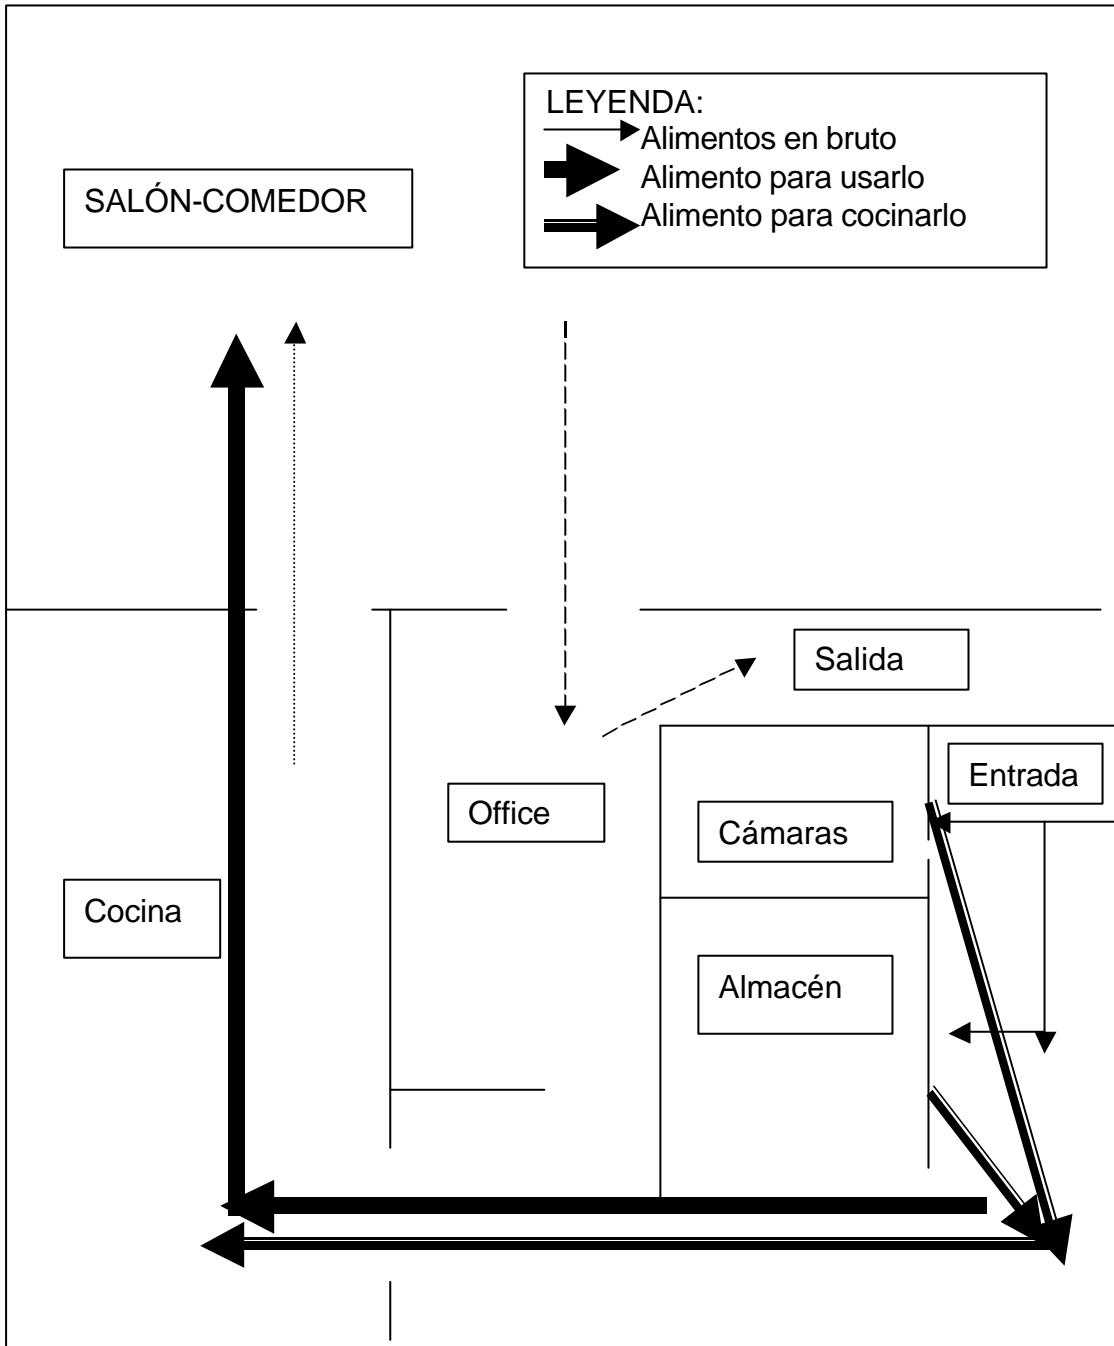 LEYENDA:
Alimentos en bruto
Alimento para usarlo
Alimento para cocinarlo
SALÓN-COMEDOR
Salida
Entrada
Office
Cámaras
Cocina
Almacén